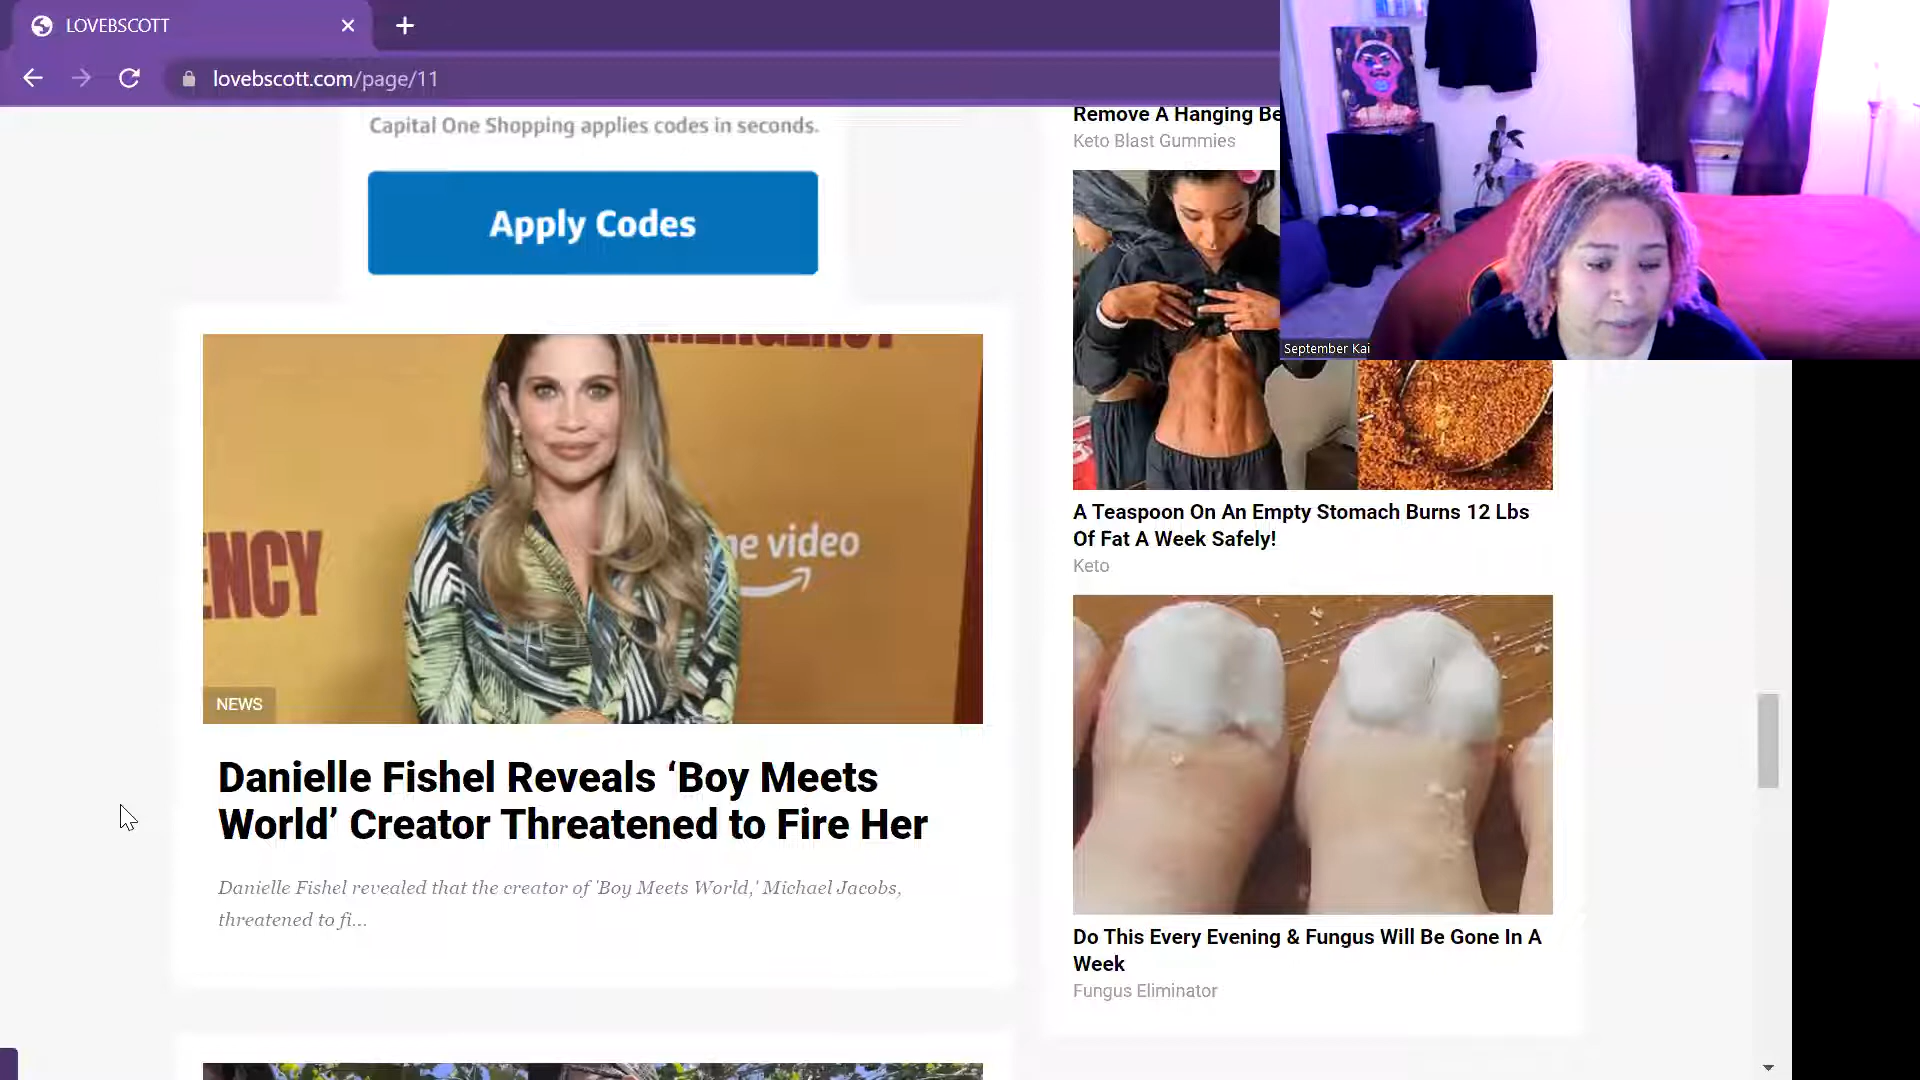 LOVEBSCOTT
lovebscott.com/page/11
Capital One Shopping applies codes in seconds.
Apply Codes
ENCY
ne video
NEWS
Danielle Fishel Reveals ‘Boy Meets
World’ Creator Threatened to Fire Her
Danielle Fishel revealed that the creator of 'Boy Meets World,' Michael Jacobs,
threatened to fi...
Remove A Hanging Be
Keto Blast Gummies
September Kai
A Teaspoon On An Empty Stomach Burns 12 Lbs
Of Fat A Week Safely!
Keto
Do This Every Evening & Fungus Will Be Gone In A
Week
Fungus Eliminator